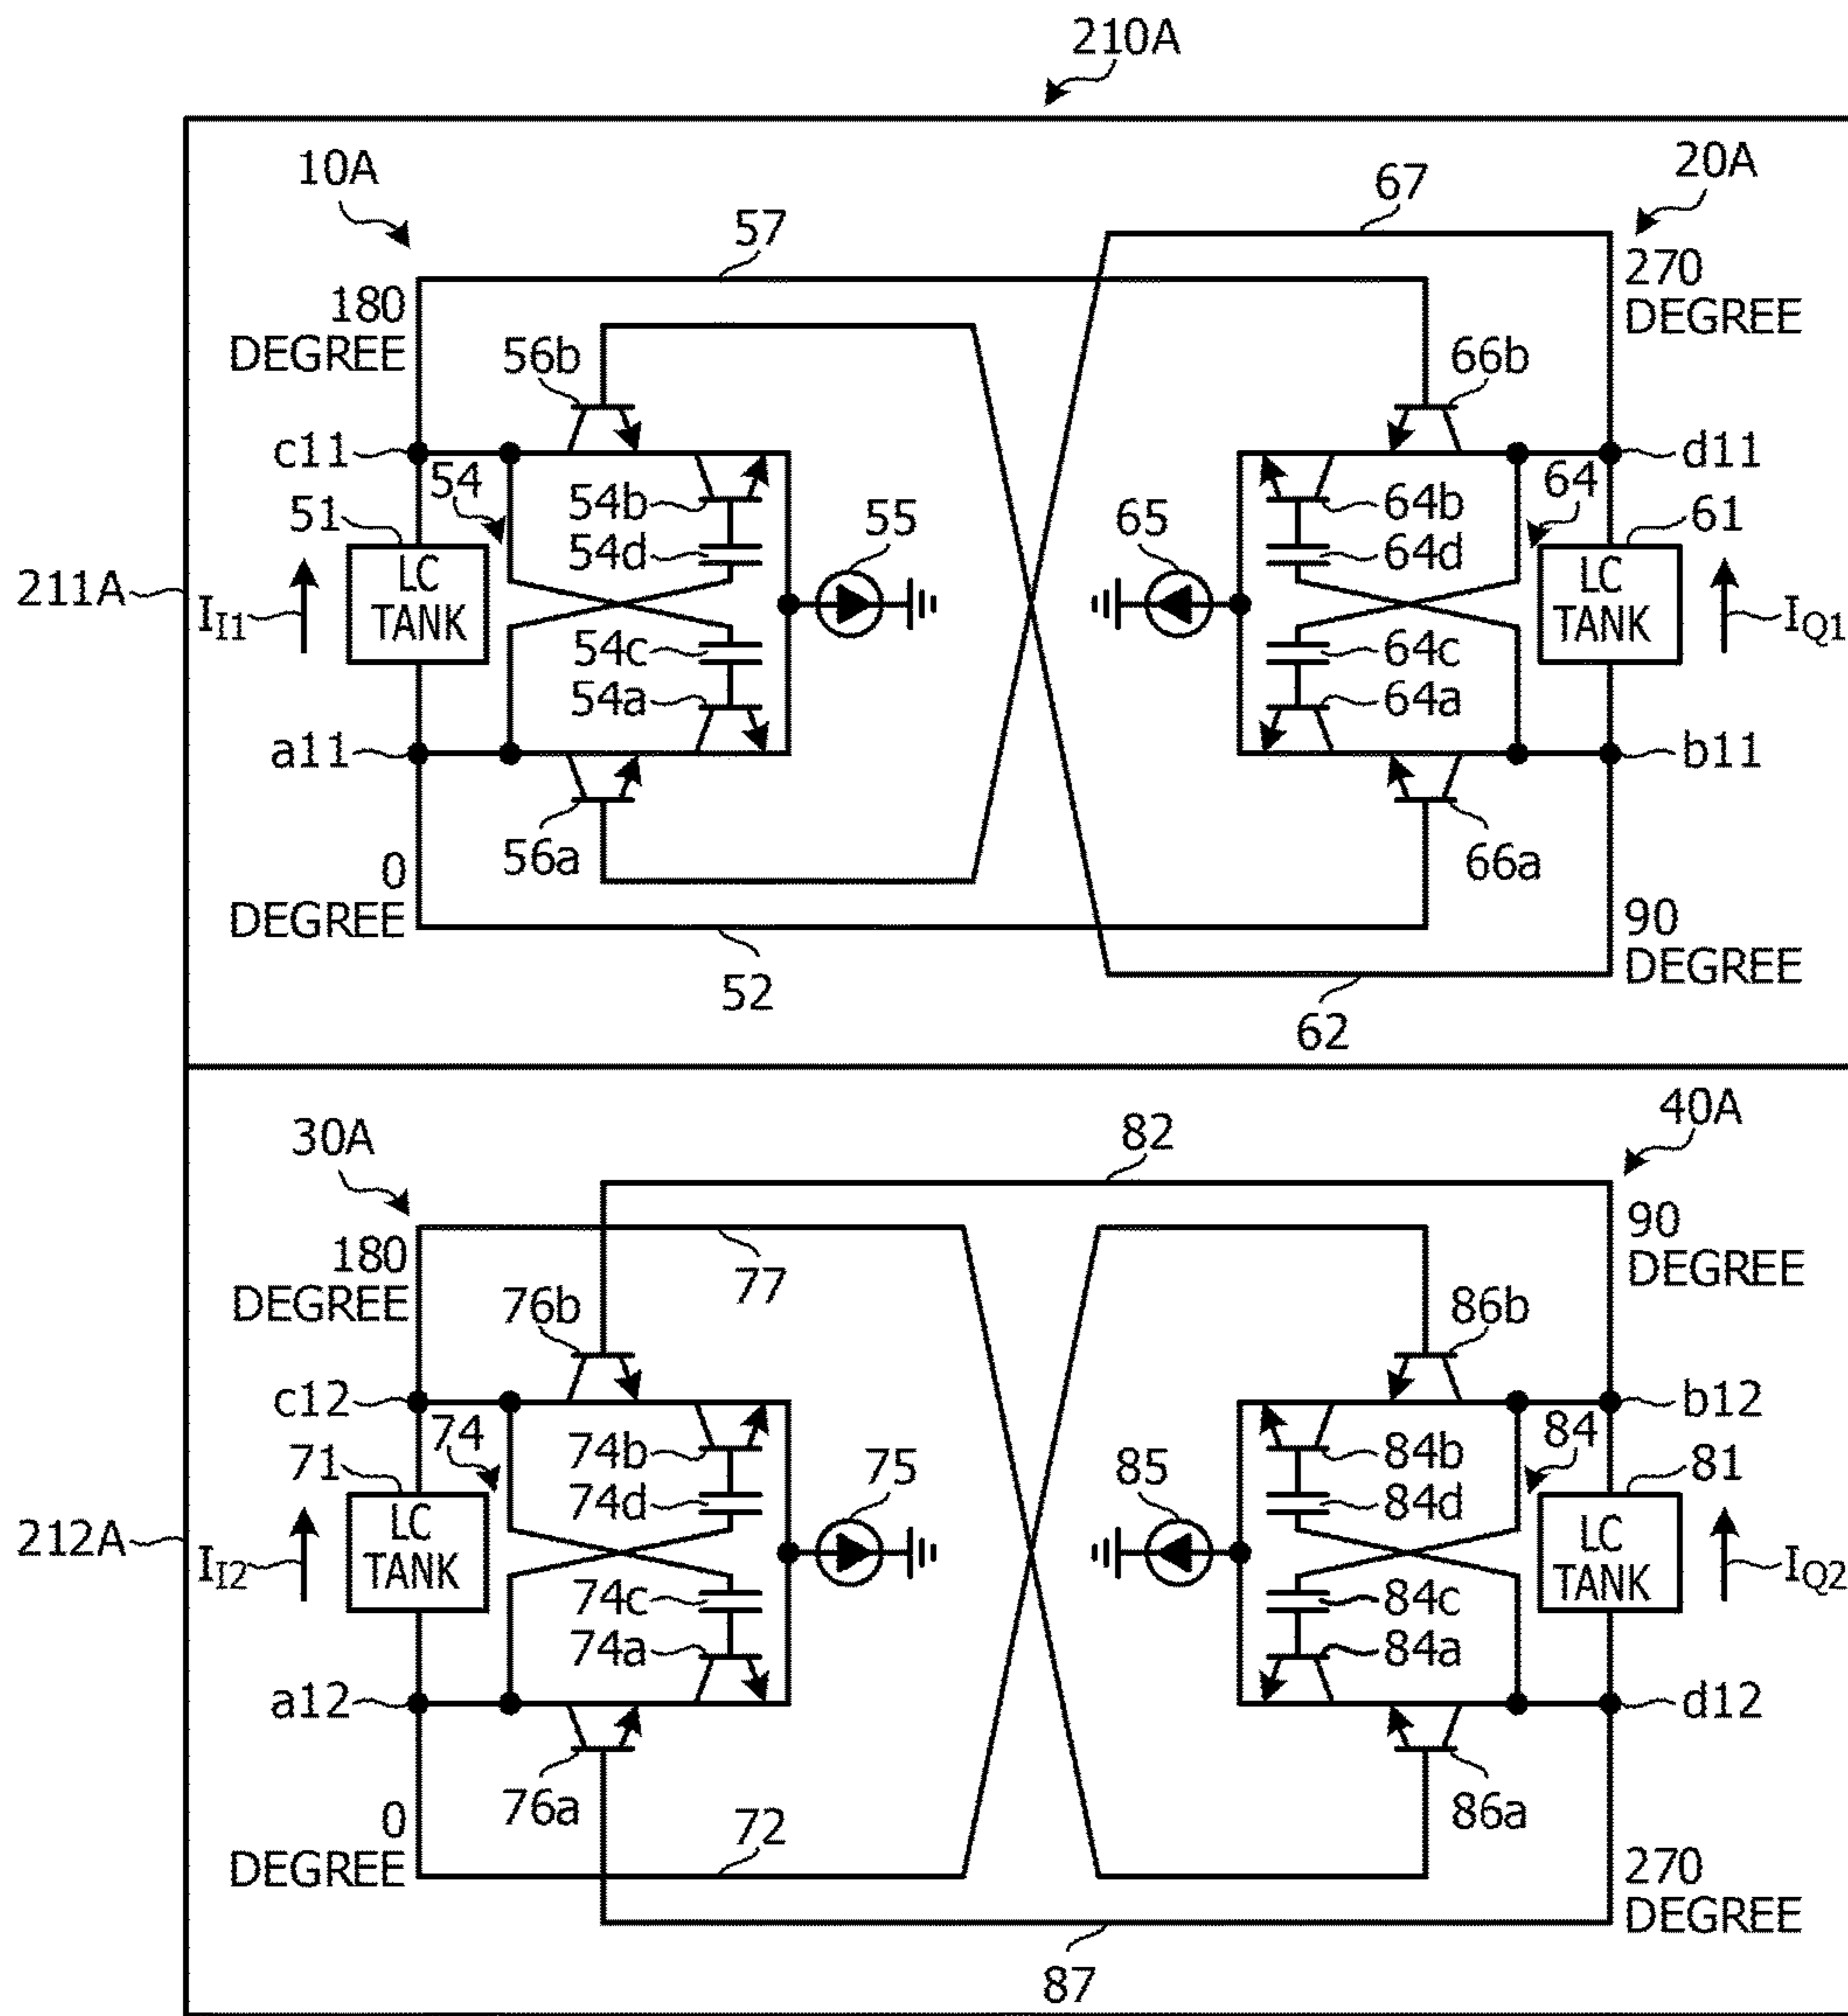 210A
10A
20A
67
57
270
DEGREE
180
DEGREE
56b
66b
c11
d11
54
64
54b
64b
51
55
65
61
54d
64d
LC
TANK
LC
TANK
211A
I_I1
I_Q1
54c
64c
54a
64a
a11
b11
56a
66a
0
DEGREE
90
DEGREE
52
62
40A
30A
82
90
DEGREE
180
DEGREE
77
76b
86b
c12
b12
74
84
74b
84b
71
75
85
81
74d
84d
LC
TANK
LC
TANK
212A
I_I2
I_Q2
74c
84c
74a
84a
a12
d12
76a
86a
0
DEGREE
72
270
DEGREE
87